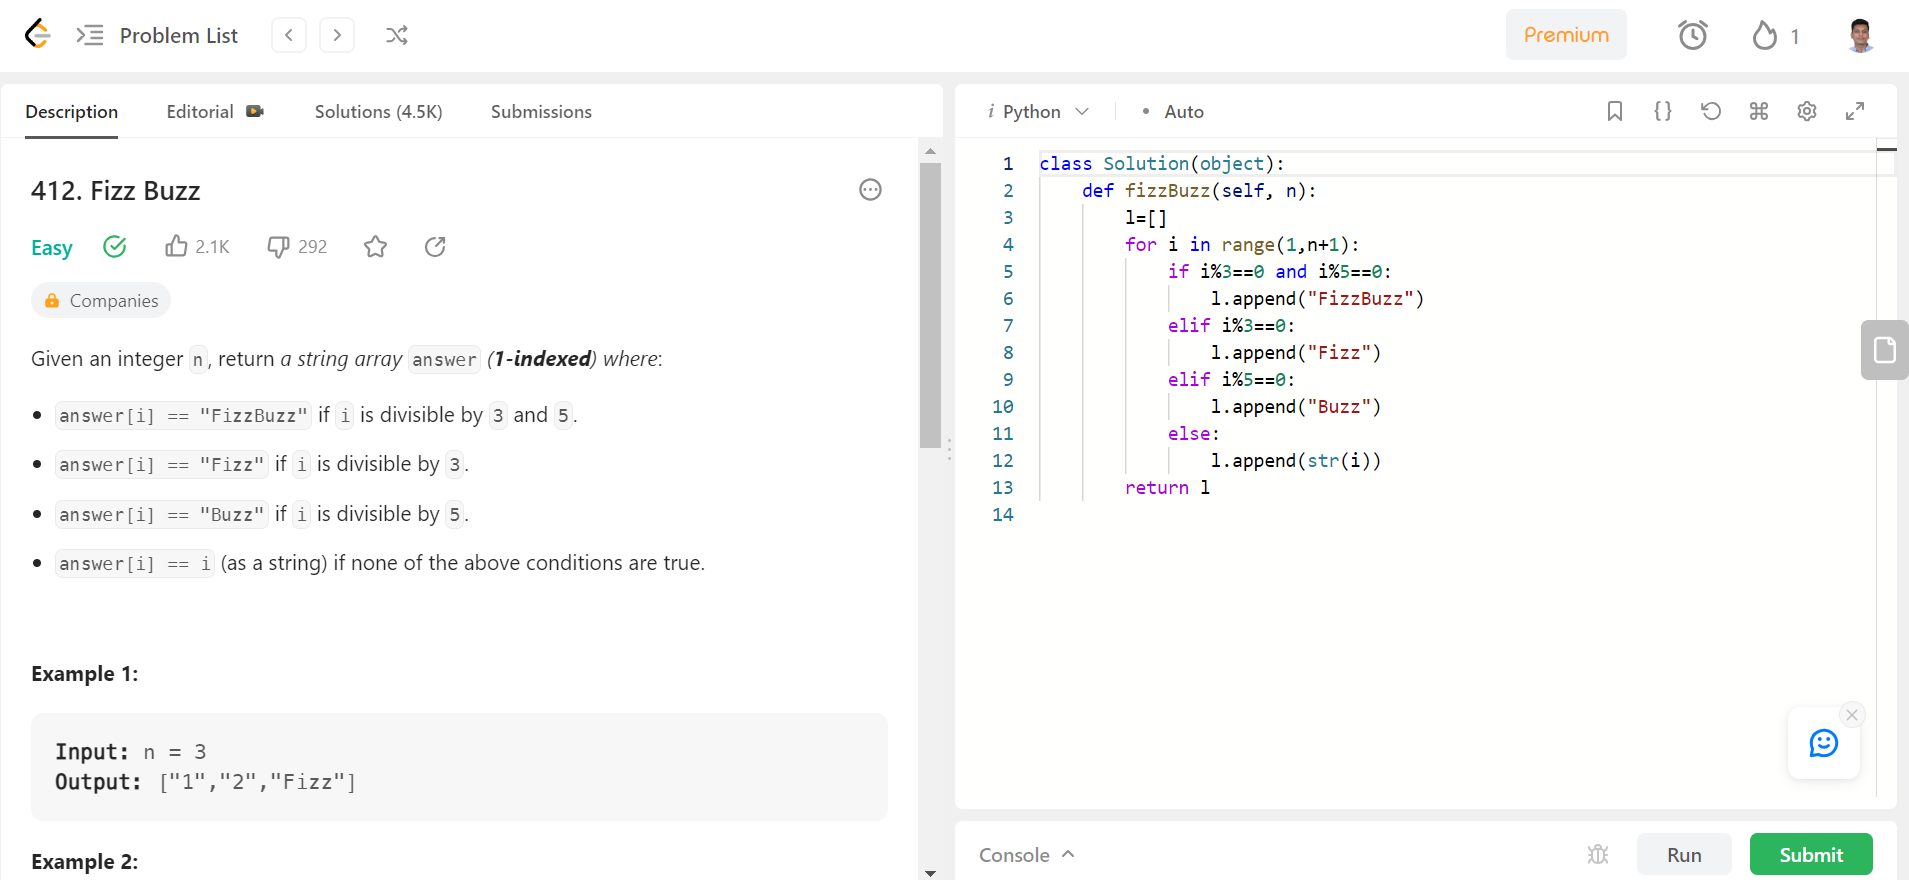 Problem List
Premium
1
Description Editorial Solutions (4.5K) Submissions
412. Fizz Buzz
Easy 2.1K 292
Companies
Given an integer n, return a string array answer (1-indexed) where:
answer[i] == "FizzBuzz" if i is divisible by 3 and 5.
answer[i] == "Fizz" if i is divisible by 3.
answer[i] == "Buzz" if i is divisible by 5.
answer[i] == i (as a string) if none of the above conditions are true.
Example 1:
Input: n = 3
Output: ["1","2","Fizz"]
Example 2:
i Python • Auto
{}
1 class Solution(object):
2     def fizzBuzz(self, n):
3         l=[]
4         for i in range(1,n+1):
5             if i%3==0 and i%5==0:
6                 l.append("FizzBuzz")
7             elif i%3==0:
8                 l.append("Fizz")
9             elif i%5==0:
10                 l.append("Buzz")
11             else:
12                 l.append(str(i))
13         return l
14
Console Run Submit